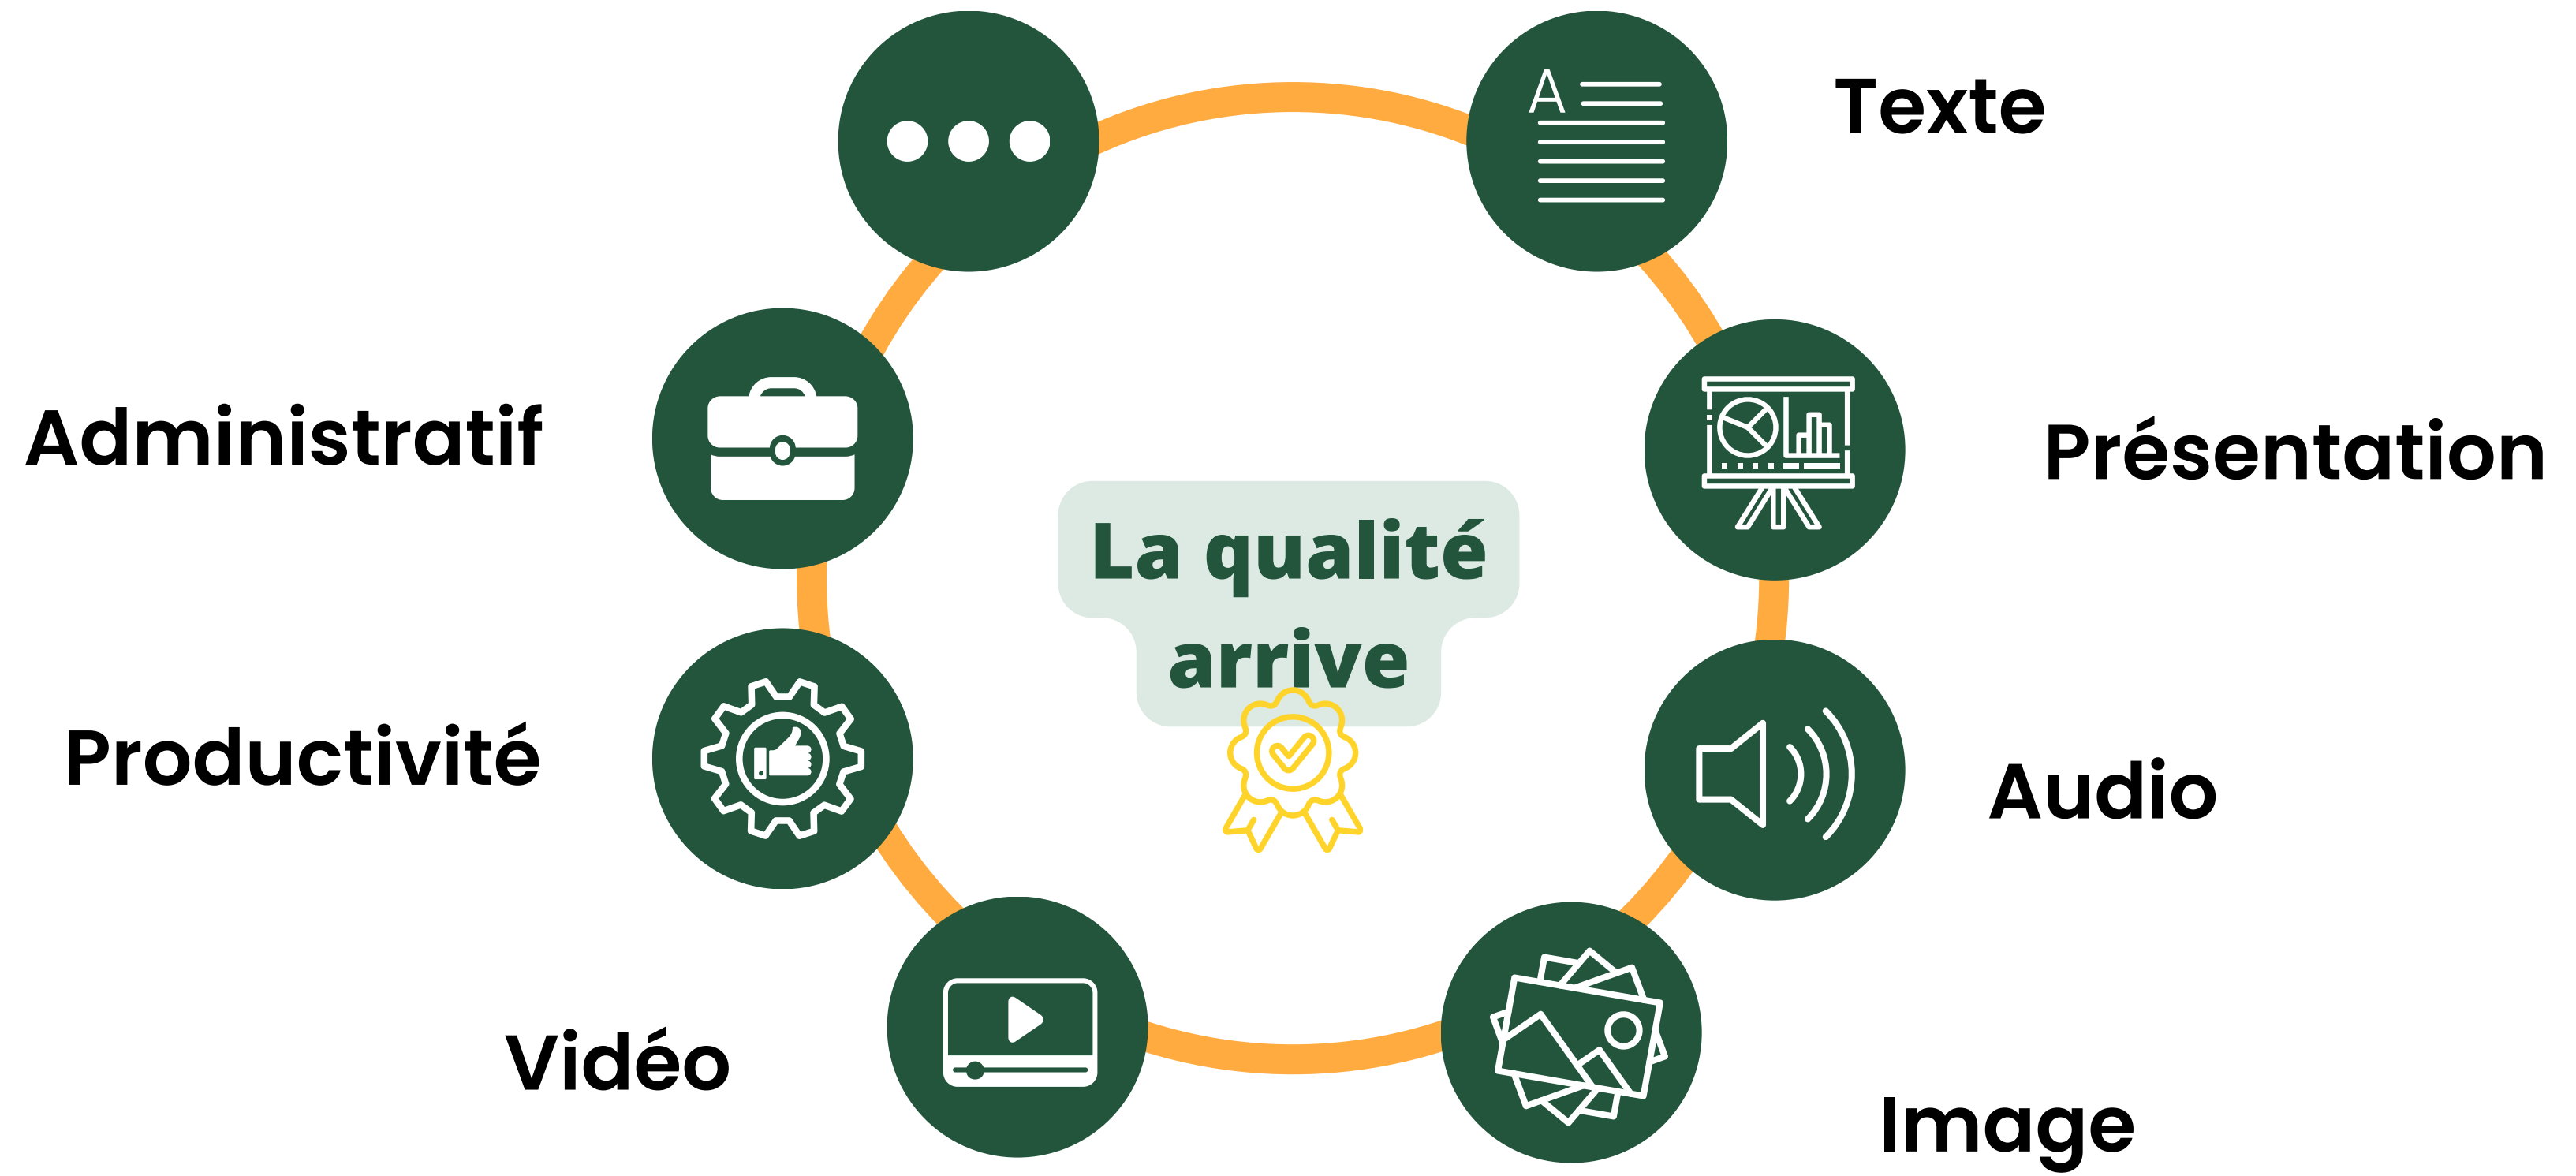 Texte
Administratif
Présentation
La qualité
arrive
Productivité
Audio
Vidéo
Image
A